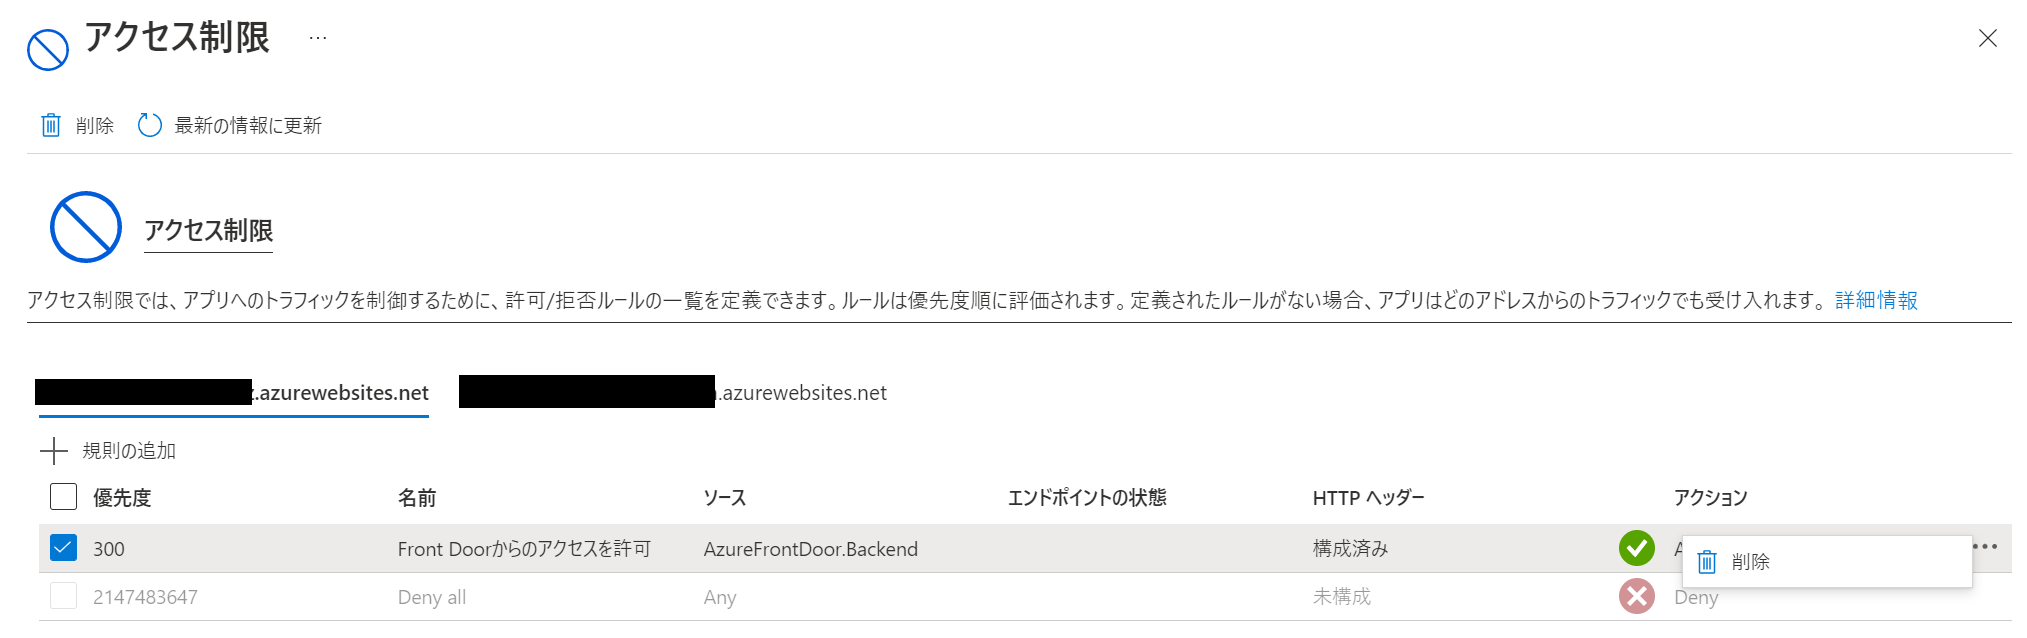 アクセス制限 …
削除 最新の情報に更新
アクセス制限
アクセス制限では、アプリへのトラフィックを制御するために、許可/拒否ルールの一覧を定義できます。ルールは優先度順に評価されます。定義されたルールがない場合、アプリはどのアドレスからのトラフィックでも受け入れます。 詳細情報
.azurewebsites.net .azurewebsites.net
規則の追加
優先度 名前 ソース エンドポイントの状態 HTTP ヘッダー アクション
300 Front Doorからのアクセスを許可 AzureFrontDoor.Backend 構成済み
削除
2147483647 Deny all Any 未構成 Deny